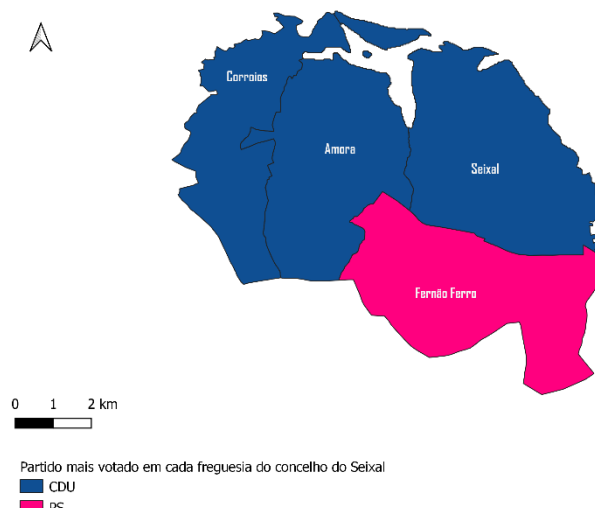 Corroios
Amora
Seixal
Fernão Ferro
0 1 2 km
Partido mais votado em cada freguesia do concelho do Seixal
CDU
PS